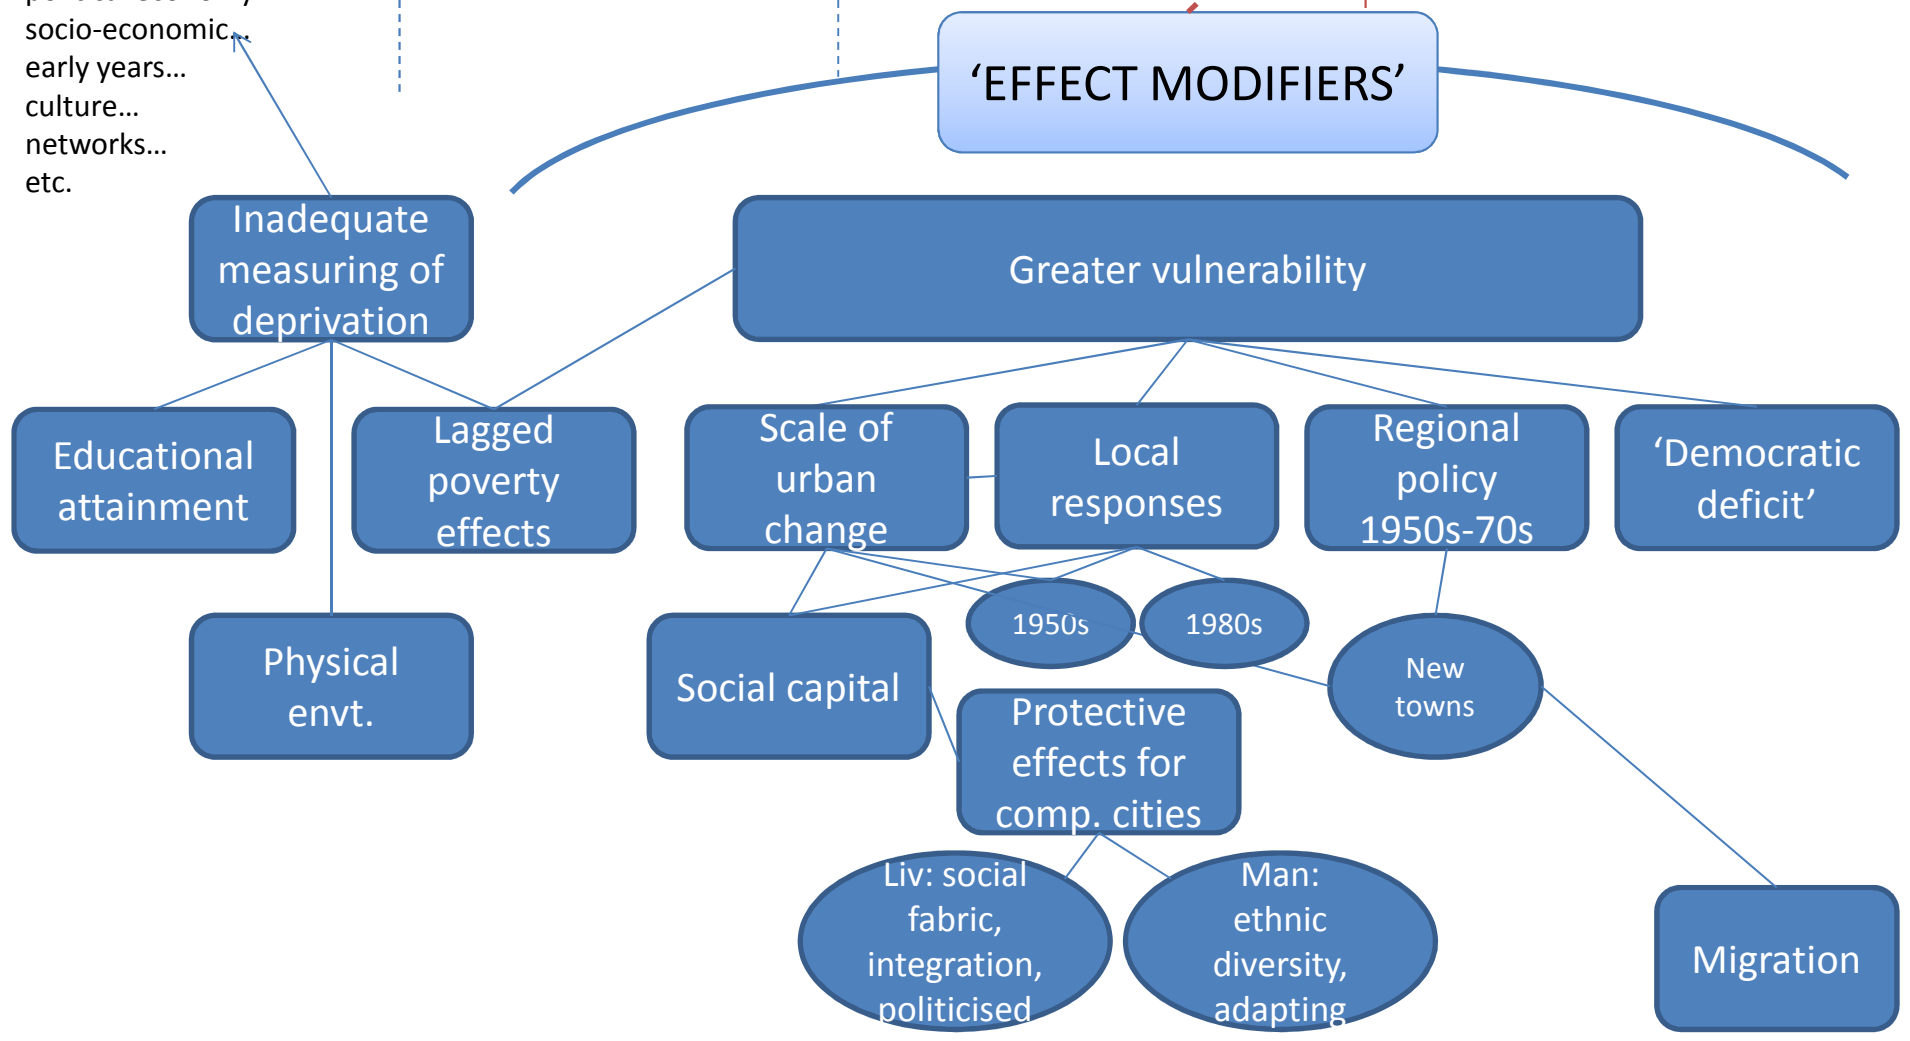 socio-economic...
early years...
culture...
networks...
etc.
‘EFFECT MODIFIERS’
Inadequate
measuring of
deprivation
Greater vulnerability
Educational
attainment
Lagged
poverty
effects
Scale of
urban
change
Local
responses
Regional
policy
1950s-70s
‘Democratic
deficit’
Physical
envt.
Social capital
1950s
1980s
New
towns
Protective
effects for
comp. cities
Liv: social
fabric,
integration,
politicised
Man:
ethnic
diversity,
adapting
Migration